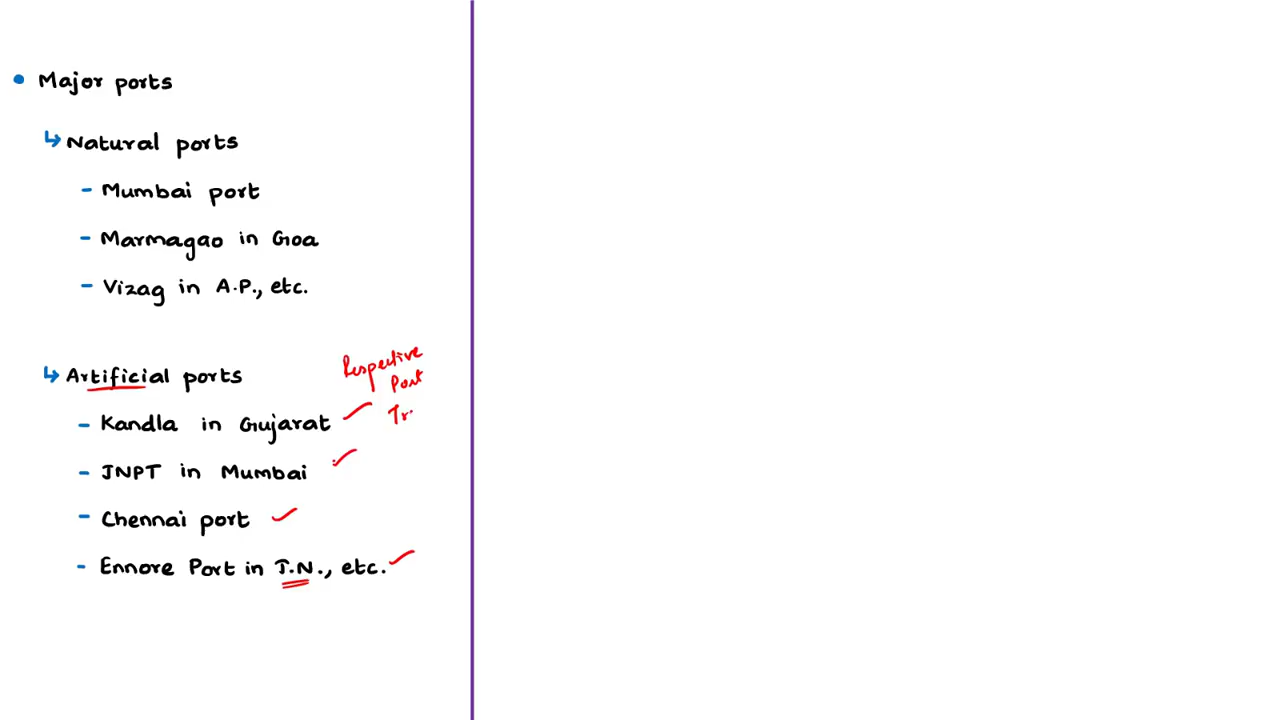 • Major ports
↳ Natural ports
- Mumbai port
- Marmagao in Goa
- Vizag in A.P., etc.
↳ Artificial ports
Respective
Port
Tr.
- Kandla in Gujarat
- JNPT in Mumbai
- Chennai port
- Ennore Port in T.N., etc.